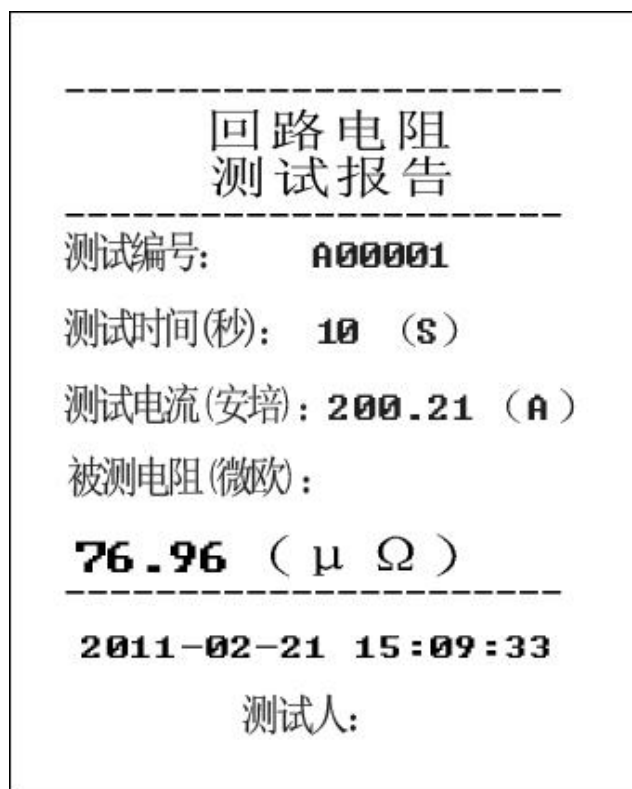 回路电阻
测试报告
测试编号: A00001
测试时间(秒): 10 (S)
测试电流(安培): 200.21 (A)
被测电阻(微欧):
76.96 (μ Ω)
2011-02-21 15:09:33
测试人: